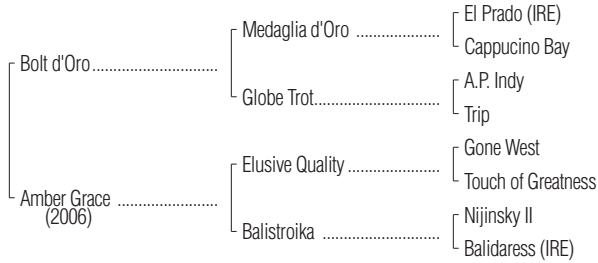 El Prado (IRE)
Medaglia d'Oro ...................
Cappucino Bay
Bolt d'Oro.............................
A.P. Indy
Globe Trot.............................
Trip
Gone West
Elusive Quality .....................
Touch of Greatness
Amber Grace .......................
(2006)
Nijinsky II
Balistroika ...........................
Balidaress (IRE)